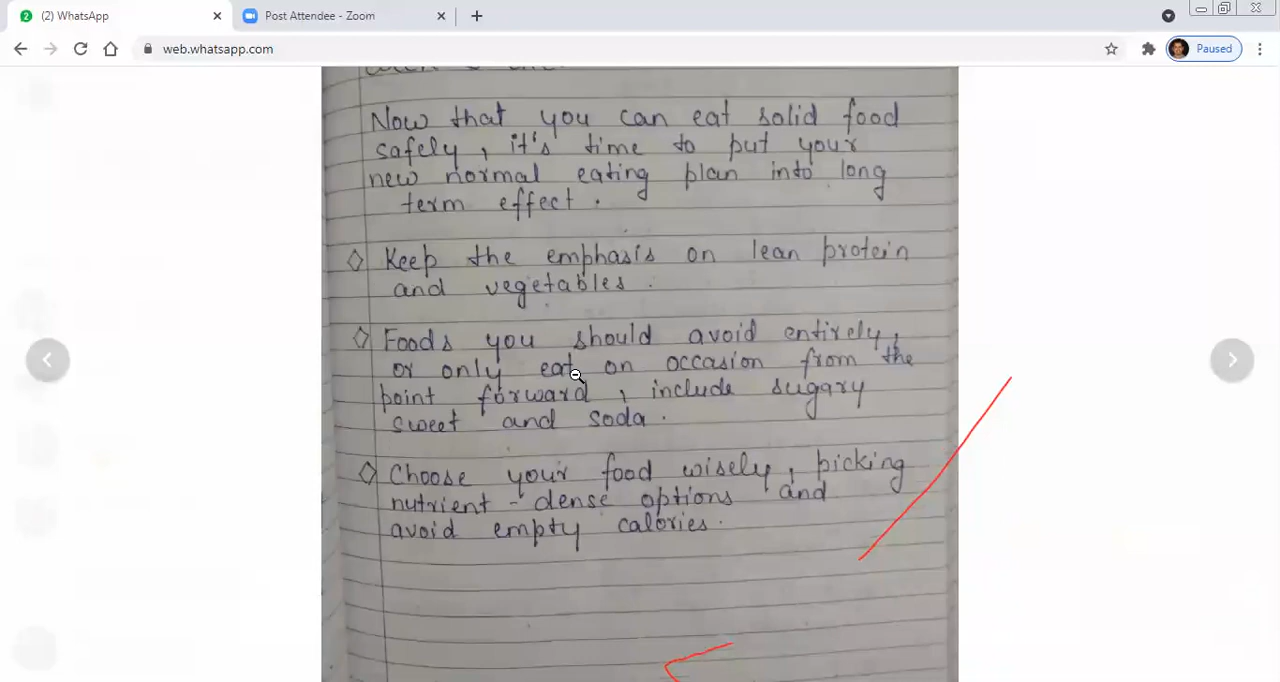 (2) WhatsApp
Post Attendee - Zoom
web.whatsapp.com
Paused
Now that you can eat solid food
safely, it's time to put your
new normal eating plan into long
term effect.
◇ Keep the emphasis on lean protein
and vegetables.
◇ Foods you should avoid entirely,
or only eat on occasion from the
point forward, include sugary
sweet and soda.
◇ Choose your food wisely, picking
nutrient-dense options and
avoid empty calories.